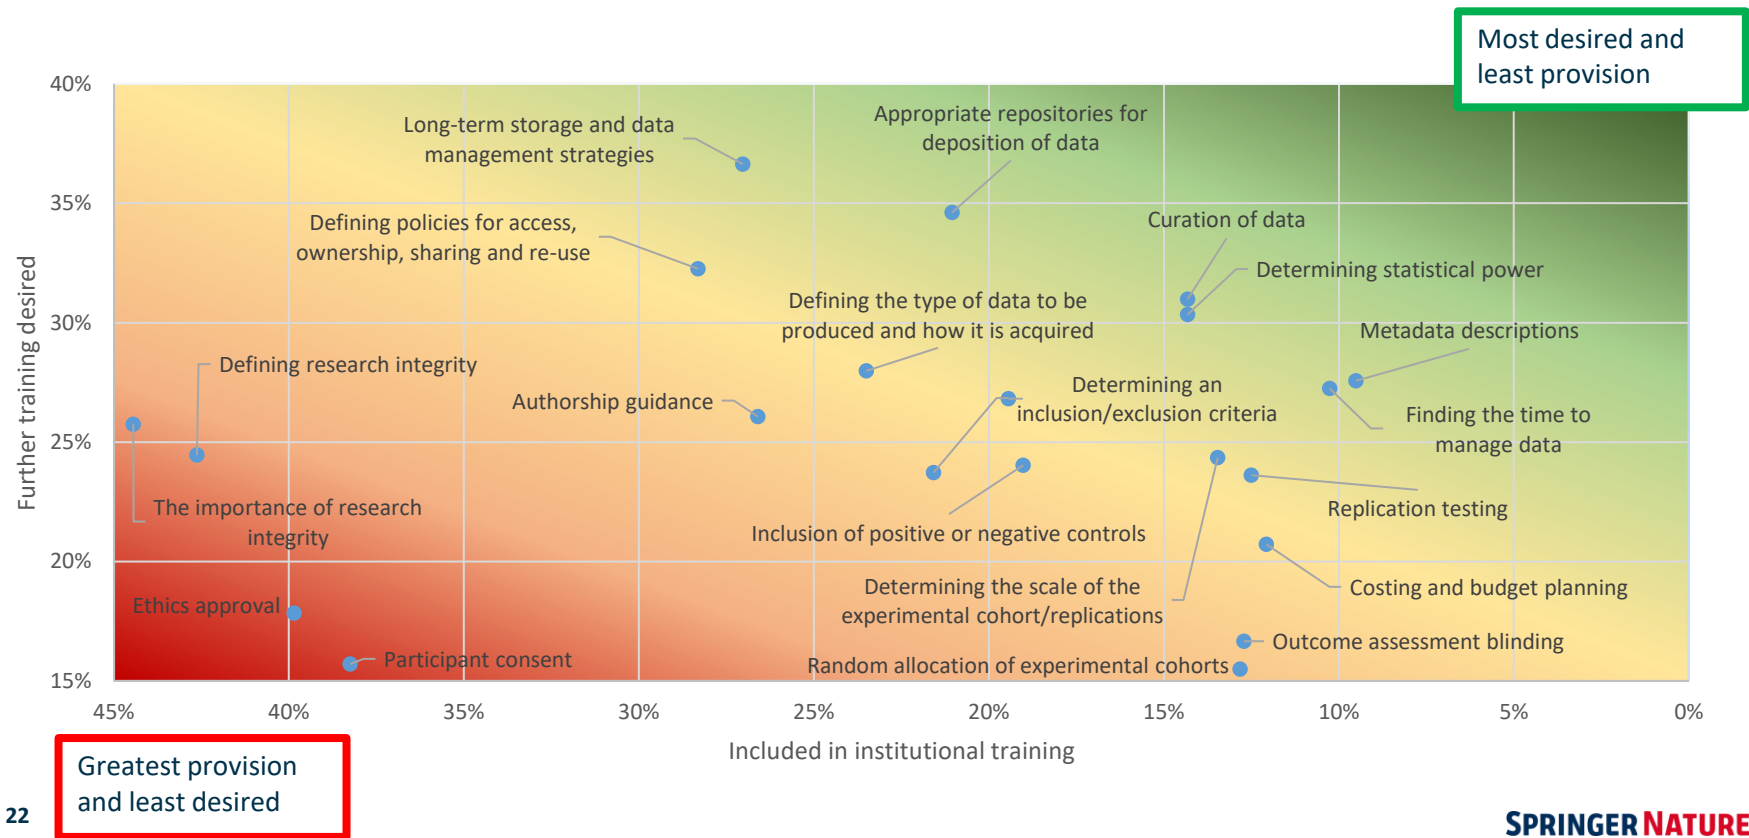 Most desired and
least provision
40%
35%
30%
25%
20%
15%
Further training desired
Long-term storage and data
management strategies
Appropriate repositories for
deposition of data
Defining policies for access,
ownership, sharing and re-use
Curation of data
Determining statistical power
Defining the type of data to be
produced and how it is acquired
Metadata descriptions
Defining research integrity
Authorship guidance
Determining an
inclusion/exclusion criteria
Finding the time to
manage data
The importance of research
integrity
Inclusion of positive or negative controls
Replication testing
Ethics approval
Determining the scale of the
experimental cohort/replications
Costing and budget planning
Participant consent
Random allocation of experimental cohorts
Outcome assessment blinding
45%
40%
35%
30%
25%
20%
15%
10%
5%
0%
Included in institutional training
Greatest provision
and least desired
22
SPRINGER NATURE